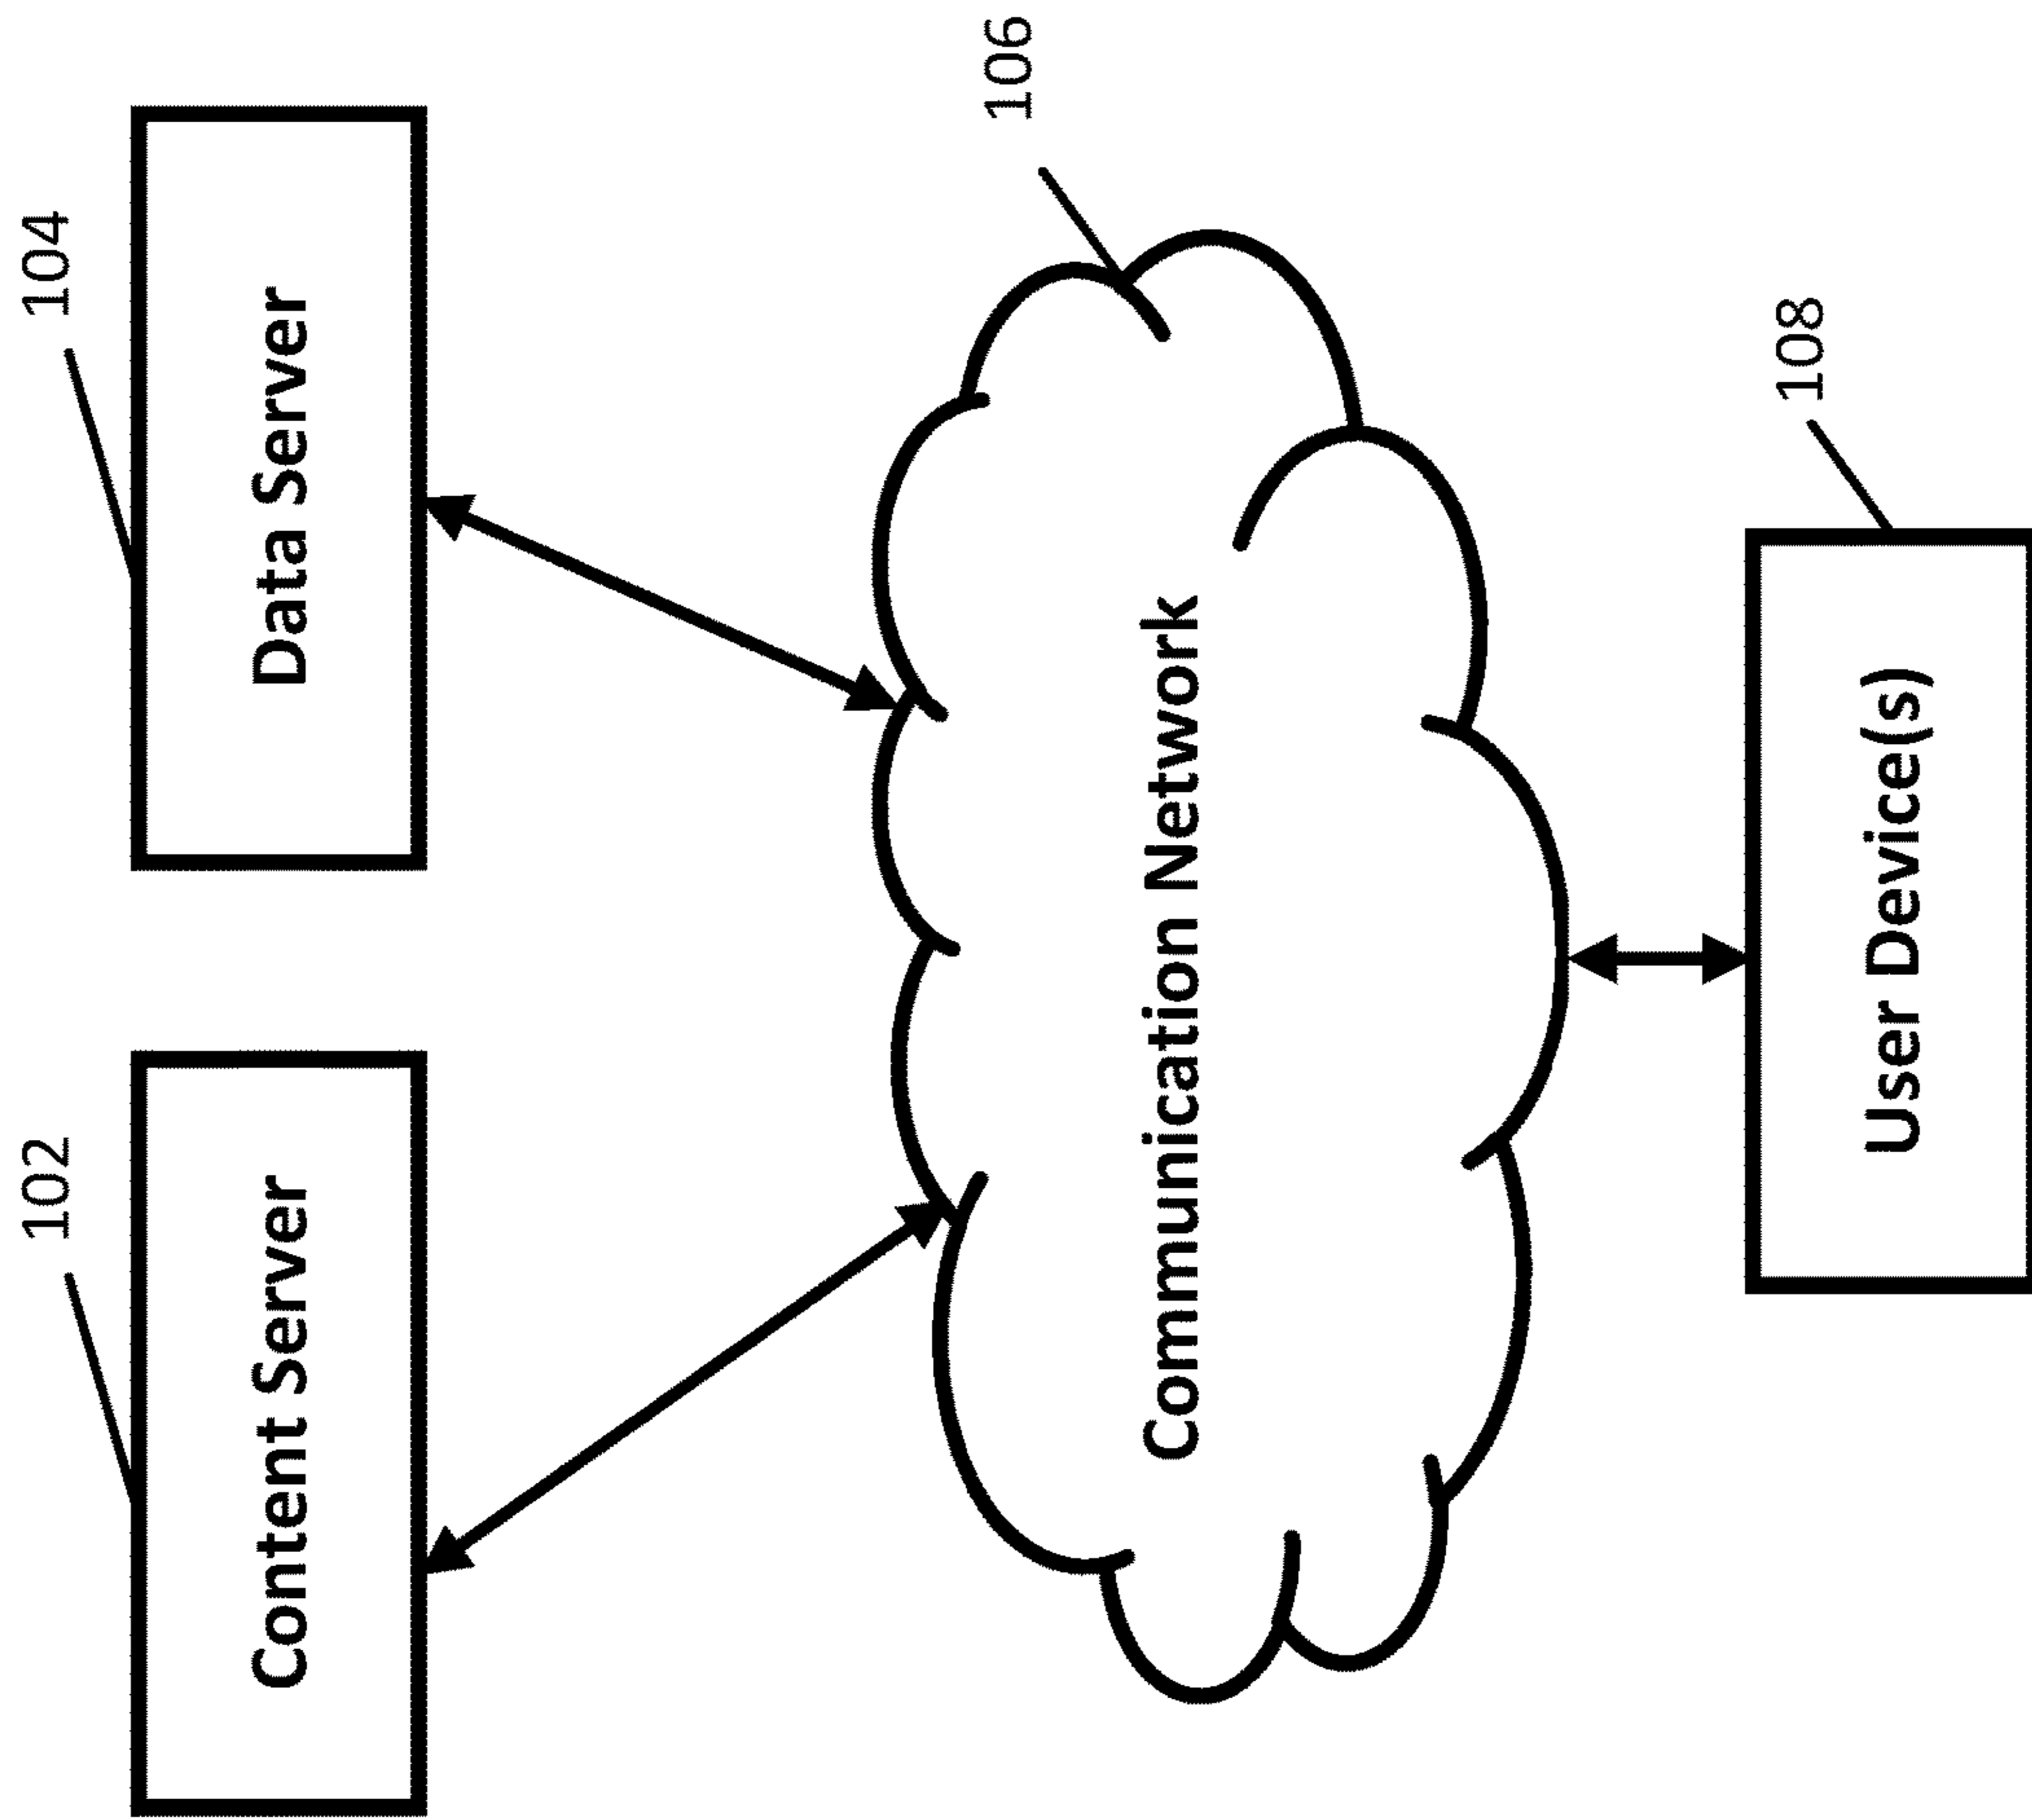 102
104
Content Server
Data Server
106
Communication Network
108
User Device(s)